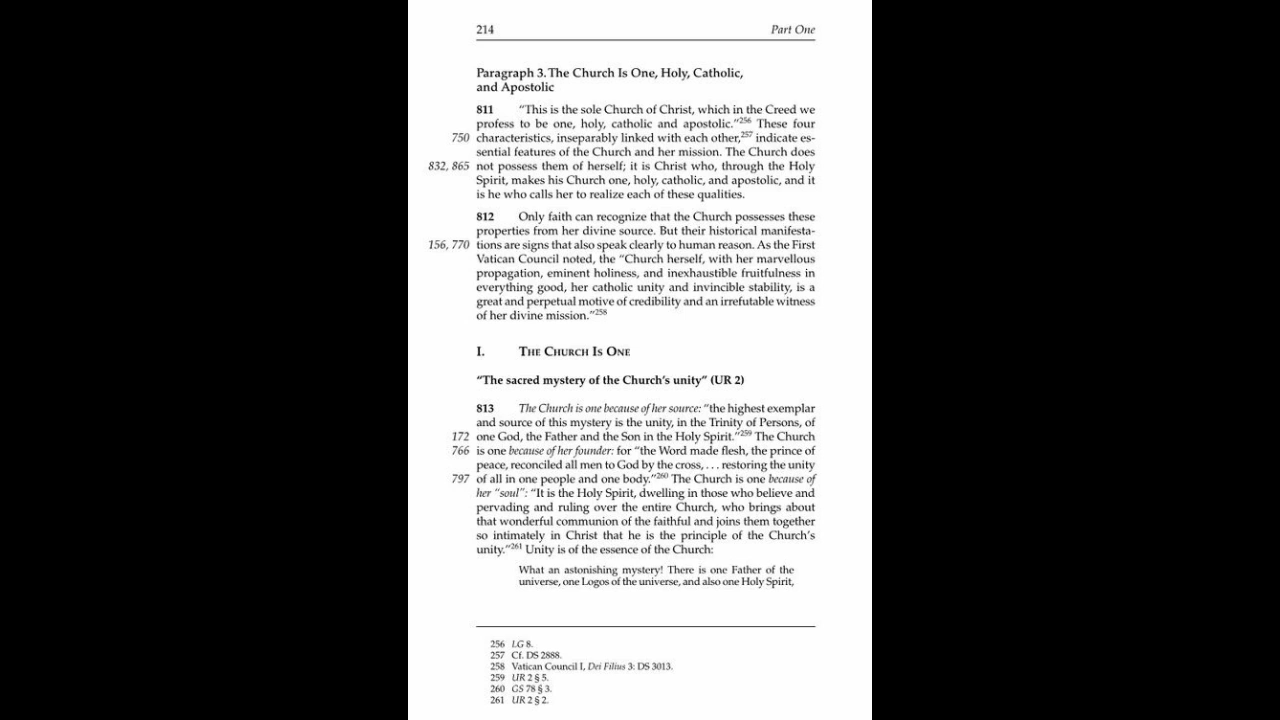 214 Part One
Paragraph 3. The Church Is One, Holy, Catholic,
and Apostolic
811 “This is the sole Church of Christ, which in the Creed we
profess to be one, holy, catholic and apostolic.”256 These four
750 characteristics, inseparably linked with each other,257 indicate es-
sential features of the Church and her mission. The Church does
832, 865 not possess them of herself; it is Christ who, through the Holy
Spirit, makes his Church one, holy, catholic, and apostolic, and it
is he who calls her to realize each of these qualities.
812 Only faith can recognize that the Church possesses these
properties from her divine source. But their historical manifesta-
156, 770 tions are signs that also speak clearly to human reason. As the First
Vatican Council noted, the “Church herself, with her marvellous
propagation, eminent holiness, and inexhaustible fruitfulness in
everything good, her catholic unity and invincible stability, is a
great and perpetual motive of credibility and an irrefutable witness
of her divine mission.”258
I. The Church Is One
“The sacred mystery of the Church’s unity” (UR 2)
813 The Church is one because of her source: “the highest exemplar
and source of this mystery is the unity, in the Trinity of Persons, of
172 one God, the Father and the Son in the Holy Spirit.”259 The Church
766 is one because of her founder: for “the Word made flesh, the prince of
peace, reconciled all men to God by the cross, . . . restoring the unity
797 of all in one people and one body.”260 The Church is one because of
her “soul”: “It is the Holy Spirit, dwelling in those who believe and
pervading and ruling over the entire Church, who brings about
that wonderful communion of the faithful and joins them together
so intimately in Christ that he is the principle of the Church’s
unity.”261 Unity is of the essence of the Church:
What an astonishing mystery! There is one Father of the
universe, one Logos of the universe, and also one Holy Spirit,
256 LG 8.
257 Cf. DS 2888.
258 Vatican Council I, Dei Filius 3: DS 3013.
259 UR 2 § 5.
260 GS 78 § 3.
261 UR 2 § 2.